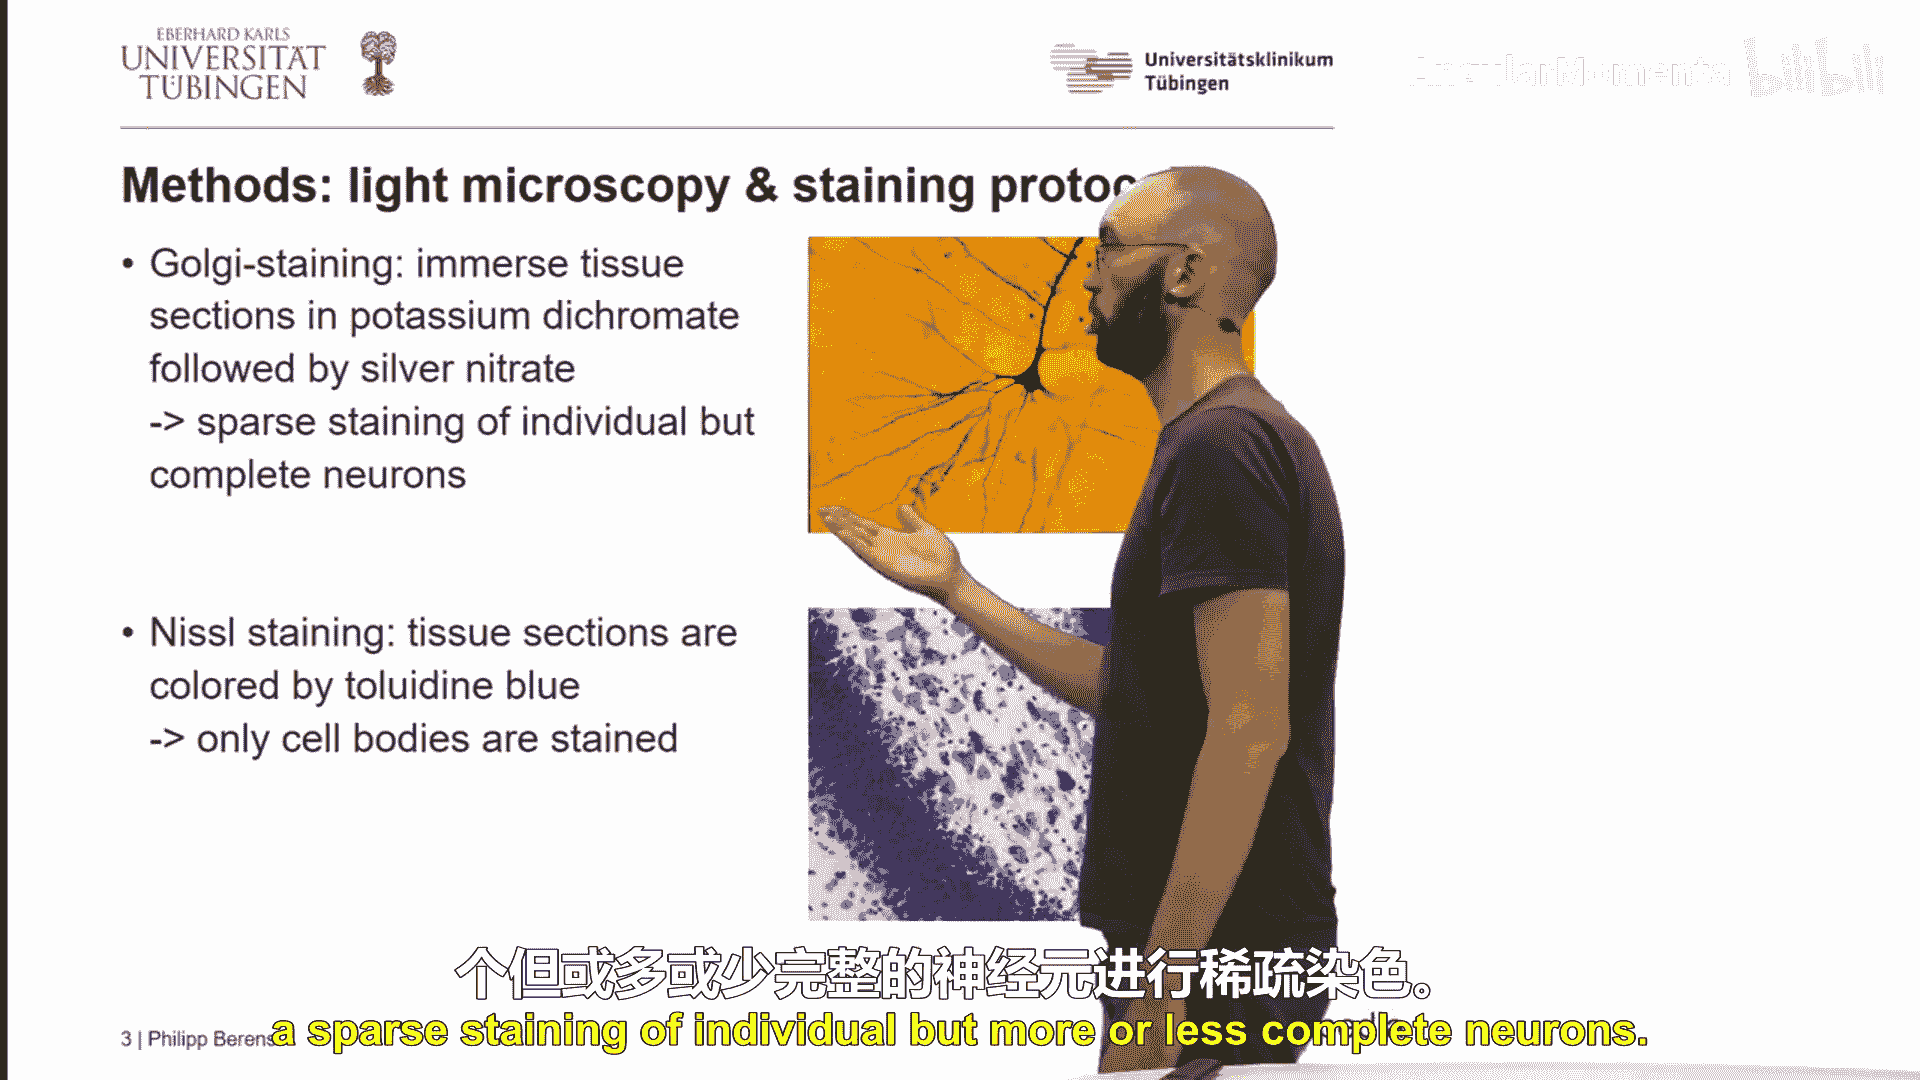 EBERHARD KARLS
UNIVERSITÄT
TÜBINGEN
Universitätsklinikum
Tübingen
AngularMomenta bilibili
Methods: light microscopy & staining protoc
• Golgi-staining: immerse tissue
sections in potassium dichromate
followed by silver nitrate
-> sparse staining of individual but
complete neurons
• Nissl staining: tissue sections are
colored by toluidine blue
-> only cell bodies are stained
个但或多或少完整的神经元进行稀疏染色。
3 | Philipp Berens
a sparse staining of individual but more or less complete neurons.